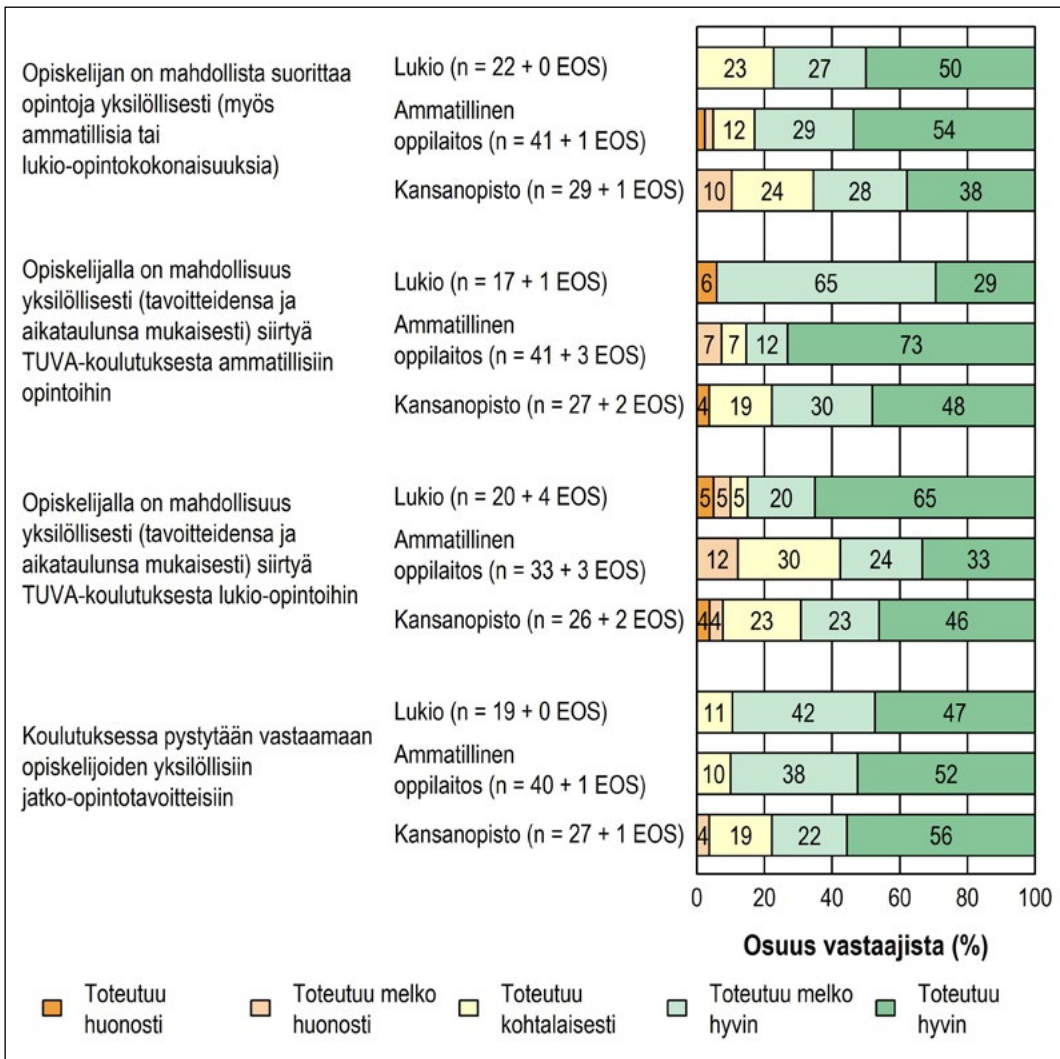 Opiskelijan on mahdollista suorittaa
opintoja yksilöllisesti (myös
ammatillisia tai
lukio-opintokokonaisuuksia)
Lukio (n = 22 + 0 EOS)
23 27 50
Ammatillinen
oppilaitos (n = 41 + 1 EOS)
12 29 54
Kansanopisto (n = 29 + 1 EOS)
10 24 28 38
Opiskelijalla on mahdollisuus
yksilöllisesti (tavoitteidensa ja
aikataulunsa mukaisesti) siirtyä
TUVA-koulutuksesta ammatillisiin
opintoihin
Lukio (n = 17 + 1 EOS)
6 65 29
Ammatillinen
oppilaitos (n = 41 + 3 EOS)
7 7 12 73
Kansanopisto (n = 27 + 2 EOS)
4 19 30 48
Opiskelijalla on mahdollisuus
yksilöllisesti (tavoitteidensa ja
aikataulunsa mukaisesti) siirtyä
TUVA-koulutuksesta lukio-opintoihin
Lukio (n = 20 + 4 EOS)
5 5 5 20 65
Ammatillinen
oppilaitos (n = 33 + 3 EOS)
12 30 24 33
Kansanopisto (n = 26 + 2 EOS)
4 4 23 23 46
Koulutuksessa pystytään vastaamaan
opiskelijoiden yksilöllisiin
jatko-opintotavoitteisiin
Lukio (n = 19 + 0 EOS)
11 42 47
Ammatillinen
oppilaitos (n = 40 + 1 EOS)
10 38 52
Kansanopisto (n = 27 + 1 EOS)
4 19 22 56
0 20 40 60 80 100
Osuus vastaajista (%)
Toteutuu
huonosti
Toteutuu melko
huonosti
Toteutuu
kohtalaisesti
Toteutuu melko
hyvin
Toteutuu
hyvin